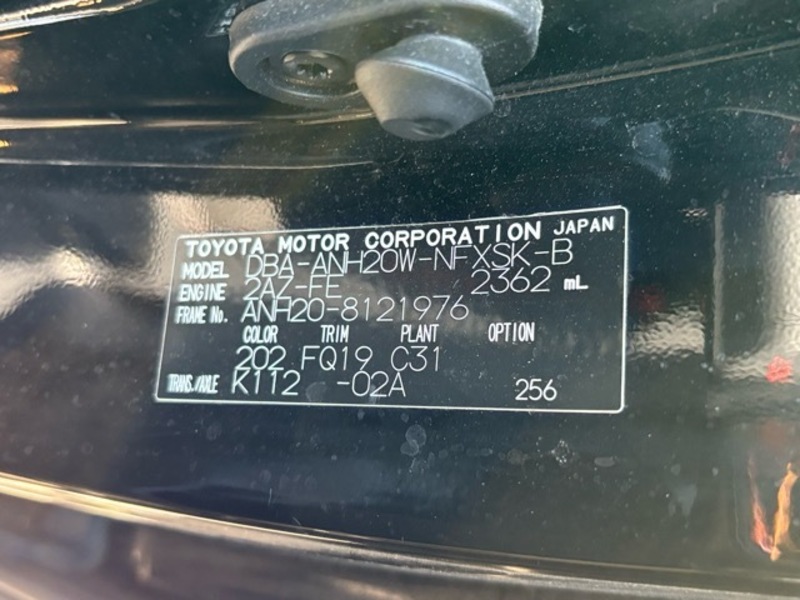 TOYOTA MOTOR CORPORATION JAPAN
MODEL DBA-ANH20W-NFXSK-B
ENGINE 2AZ-FE 2362 mL
FRAME No. ANH20-8121976
COLOR TRIM PLANT OPTION
202 FQ19 C31
TRANS./AXLE K112 -02A 256